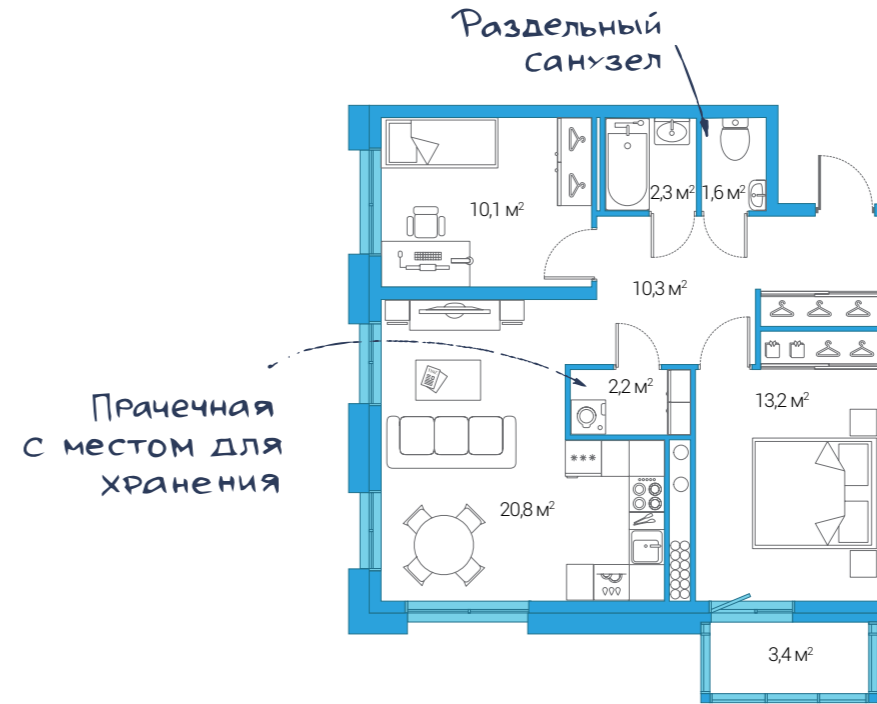 Раздельный
санузел
2,3 м²
1,6 м²
10,1 м²
10,3 м²
Прачечная
с местом для
хранения
2,2 м²
13,2 м²
20,8 м²
3,4 м²